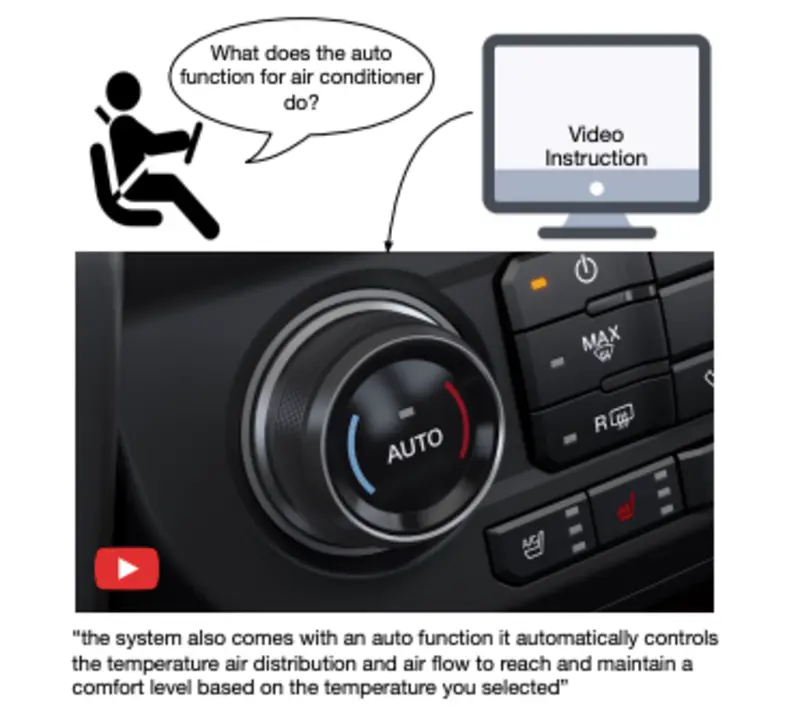 What does the auto
function for air conditioner
do?
Video
Instruction
MAX
R
AUTO
A/C
"the system also comes with an auto function it automatically controls
the temperature air distribution and air flow to reach and maintain a
comfort level based on the temperature you selected"